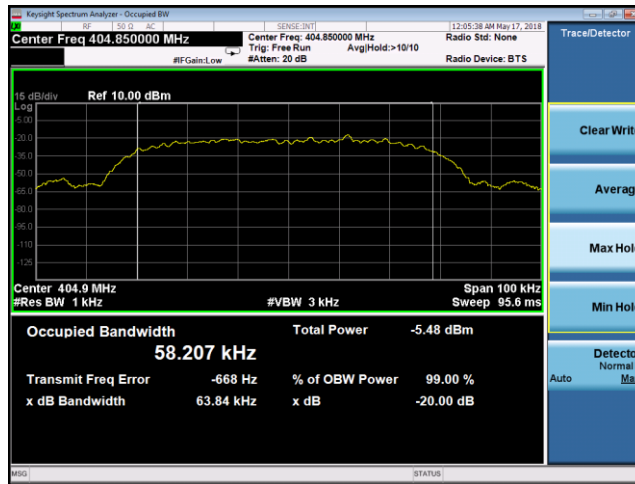 Keysight Spectrum Analyzer - Occupied BW
RF 50 Ω AC SENSE:INT 12:05:38 AM May 17, 2018
Center Freq 404.850000 MHz
Center Freq: 404.850000 MHz Radio Std: None
Trig: Free Run Avg|Hold:>10/10
#IFGain:Low #Atten: 20 dB Radio Device: BTS
Trace/Detector
15 dB/div Ref 10.00 dBm
Log
-5.00
-20.0
-35.0
-50.0
-65.0
-80.0
-95.0
-110
-125
Center 404.9 MHz Span 100 kHz
#Res BW 1 kHz #VBW 3 kHz Sweep 95.6 ms
Occupied Bandwidth Total Power -5.48 dBm
58.207 kHz
Transmit Freq Error -668 Hz % of OBW Power 99.00 %
x dB Bandwidth 63.84 kHz x dB -20.00 dB
Clear Writ
Averag
Max Hol
Min Hol
Detecto
Normal
Auto Ma
MSG STATUS